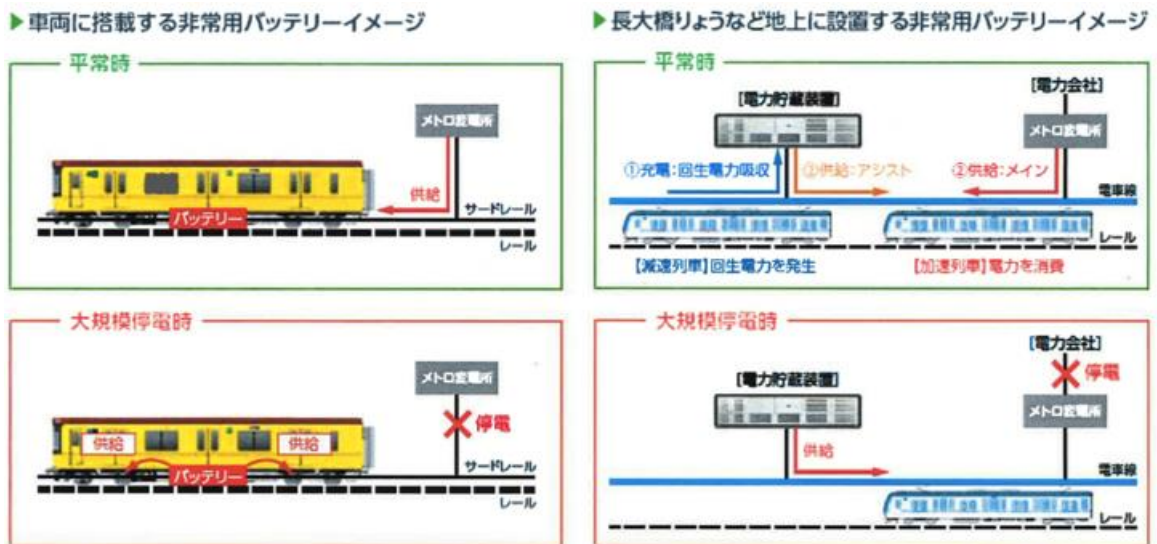 ▶車両に搭載する非常用バッテリーイメージ
平常時
メトロ変電所
供給
サードレール
バッテリー
レール
大規模停電時
メトロ変電所
停電
供給
供給
バッテリー
サードレール
レール
▶長大橋りょうなど地上に設置する非常用バッテリーイメージ
平常時
[電力会社]
[電力貯蔵装置]
メトロ変電所
①充電:回生電力吸収
②供給:アシスト
②供給:メイン
電車線
レール
【減速列車】回生電力を発生
【加速列車】電力を消費
大規模停電時
[電力会社]
停電
[電力貯蔵装置]
メトロ変電所
供給
電車線
レール